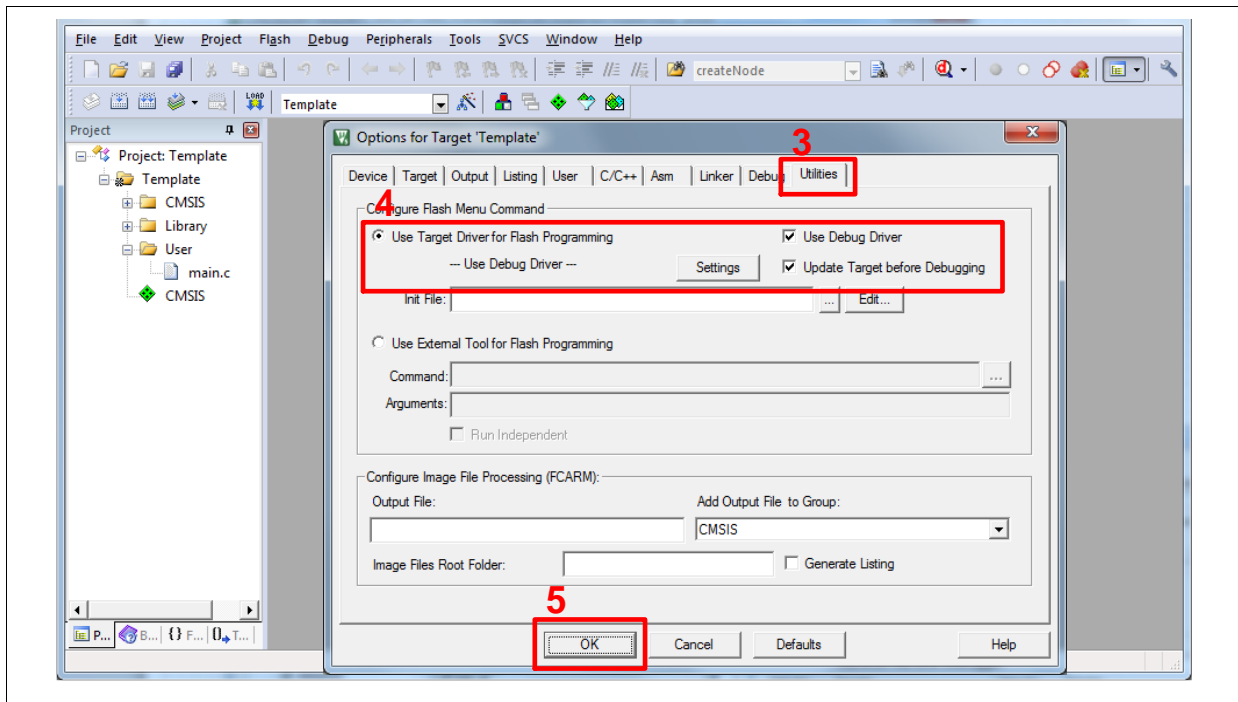 File Edit View Project Flash Debug Peripherals Tools SVCS Window Help
createNode
LOAD Template
Project
Project: Template
Template
CMSIS
Library
User
main.c
CMSIS
P... B... {} F... T...
Options for Target 'Template'
3
Device Target Output Listing User C/C++ Asm Linker Debug Utilities
4
Configure Flash Menu Command
Use Target Driver for Flash Programming Use Debug Driver
--- Use Debug Driver --- Settings Update Target before Debugging
Init File: ... Edit...
Use External Tool for Flash Programming
Command: ...
Arguments:
Run Independent
Configure Image File Processing (FCARM):
Output File: Add Output File to Group:
CMSIS
Image Files Root Folder: Generate Listing
5
OK Cancel Defaults Help